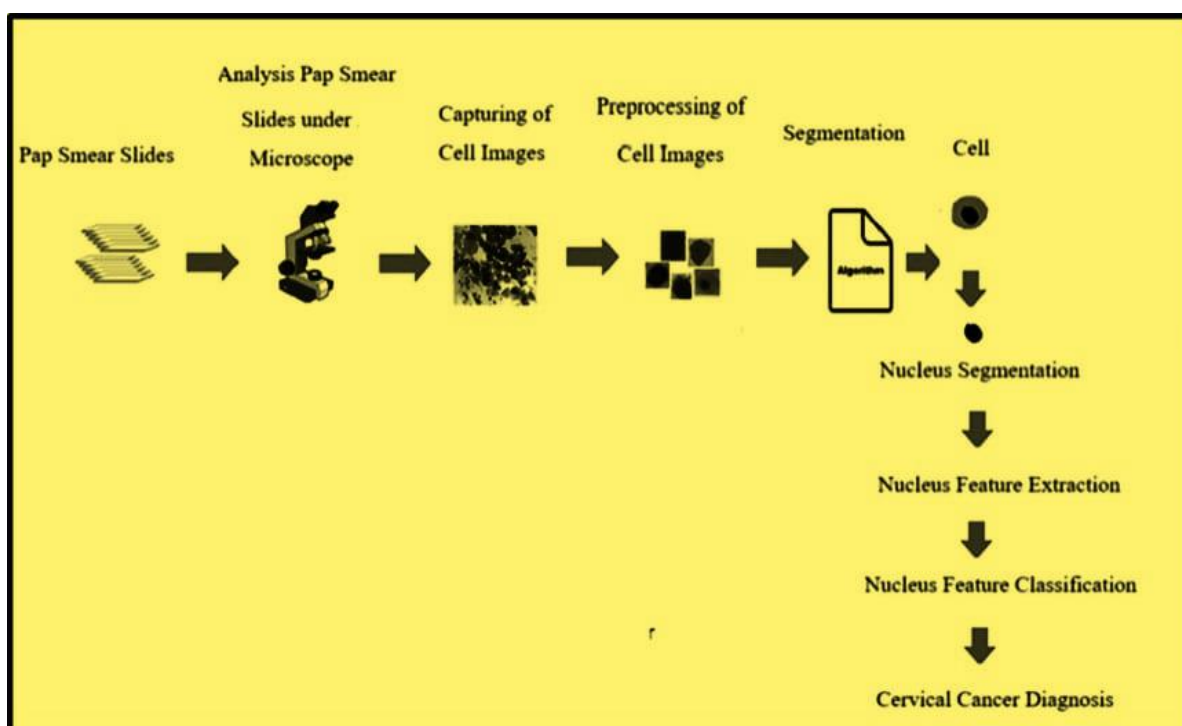 Pap Smear Slides
Analysis Pap Smear
Slides under
Microscope
Capturing of
Cell Images
Preprocessing of
Cell Images
Segmentation
Algorithm
Cell
Nucleus Segmentation
Nucleus Feature Extraction
Nucleus Feature Classification
r
Cervical Cancer Diagnosis